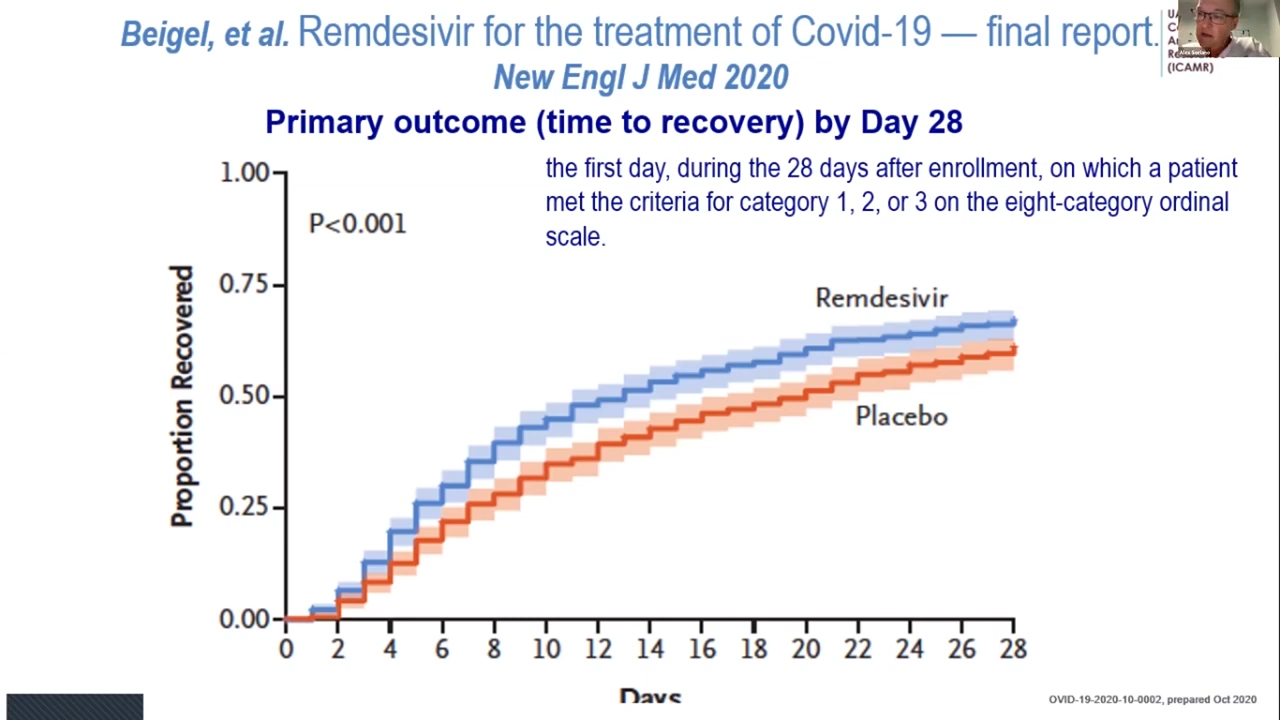 Beigel, et al. Remdesivir for the treatment of Covid-19 — final report.
New Engl J Med 2020
(ICAMR)
Primary outcome (time to recovery) by Day 28
the first day, during the 28 days after enrollment, on which a patient
met the criteria for category 1, 2, or 3 on the eight-category ordinal
scale.
P<0.001
Proportion Recovered
1.00
0.75
0.50
0.25
0.00
Remdesivir
Placebo
0 2 4 6 8 10 12 14 16 18 20 22 24 26 28
Days
OVID-19-2020-10-0002, prepared Oct 2020